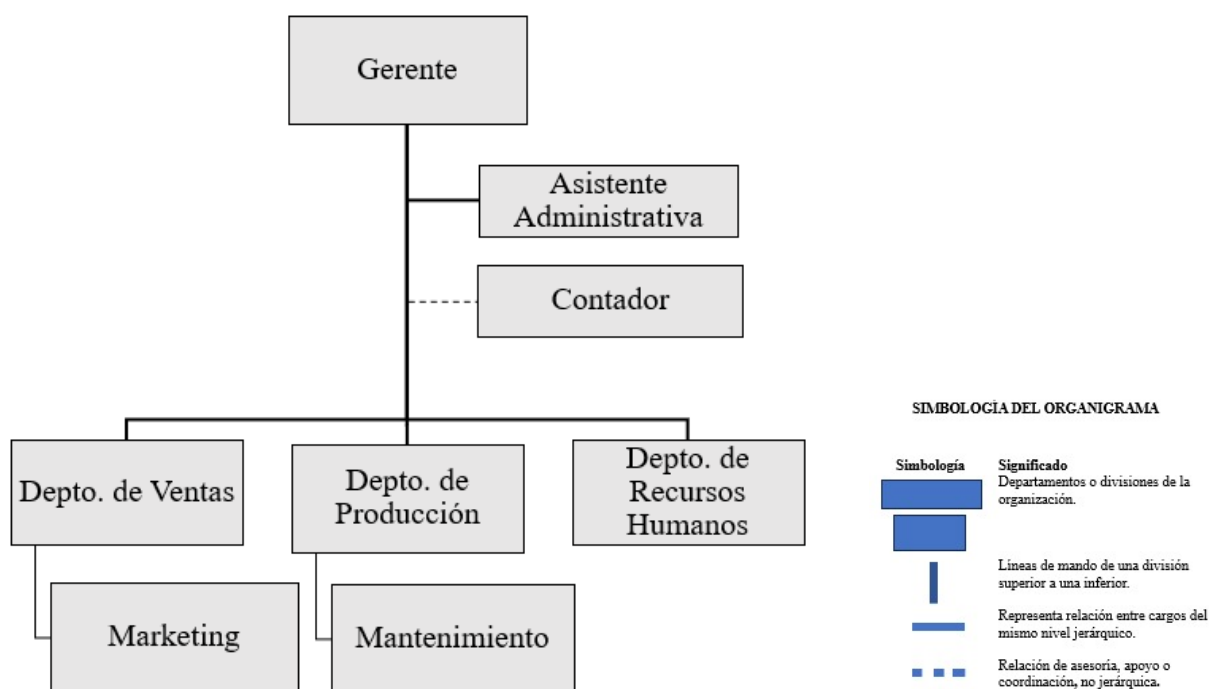 Gerente
Asistente
Administrativa
Contador
Depto. de Ventas
Depto. de
Producción
Depto. de
Recursos
Humanos
Marketing
Mantenimiento
SIMBOLOGÍA DEL ORGANIGRAMA
Simbología
Significado
Departamentos o divisiones de la
organización.
Líneas de mando de una división
superior a una inferior.
Representa relación entre cargos del
mismo nivel jerárquico.
Relación de asesoría, apoyo o
coordinación, no jerárquica.